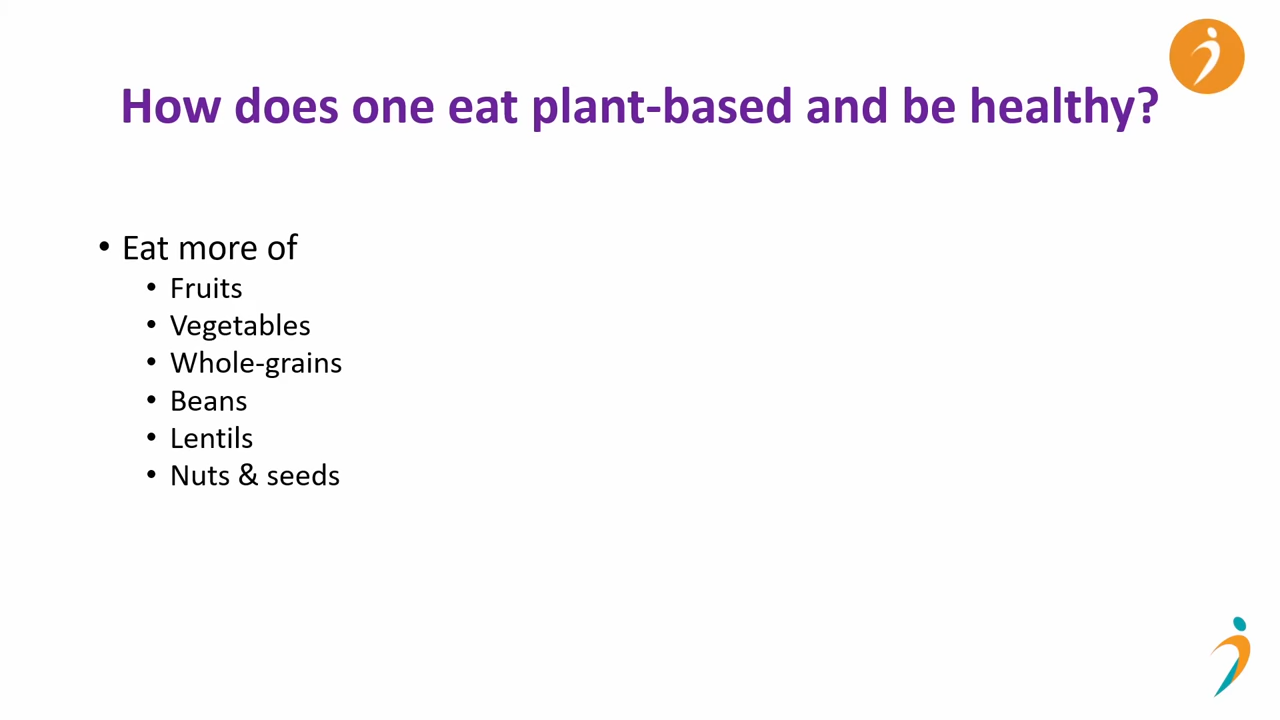 How does one eat plant-based and be healthy?
• Eat more of
• Fruits
• Vegetables
• Whole-grains
• Beans
• Lentils
• Nuts & seeds